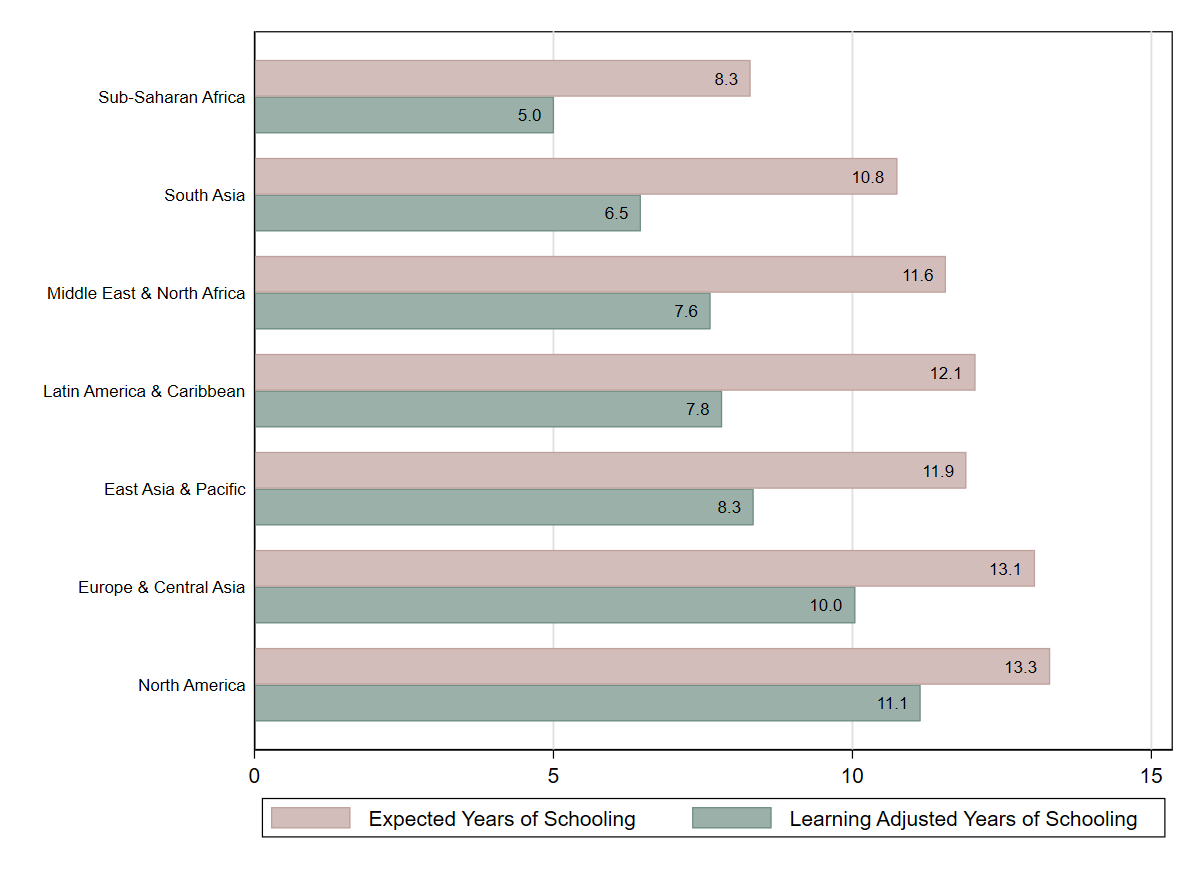 Sub-Saharan Africa
8.3
5.0
South Asia
10.8
6.5
Middle East & North Africa
11.6
7.6
Latin America & Caribbean
12.1
7.8
East Asia & Pacific
11.9
8.3
Europe & Central Asia
13.1
10.0
North America
13.3
11.1
0 5 10 15
Expected Years of Schooling Learning Adjusted Years of Schooling